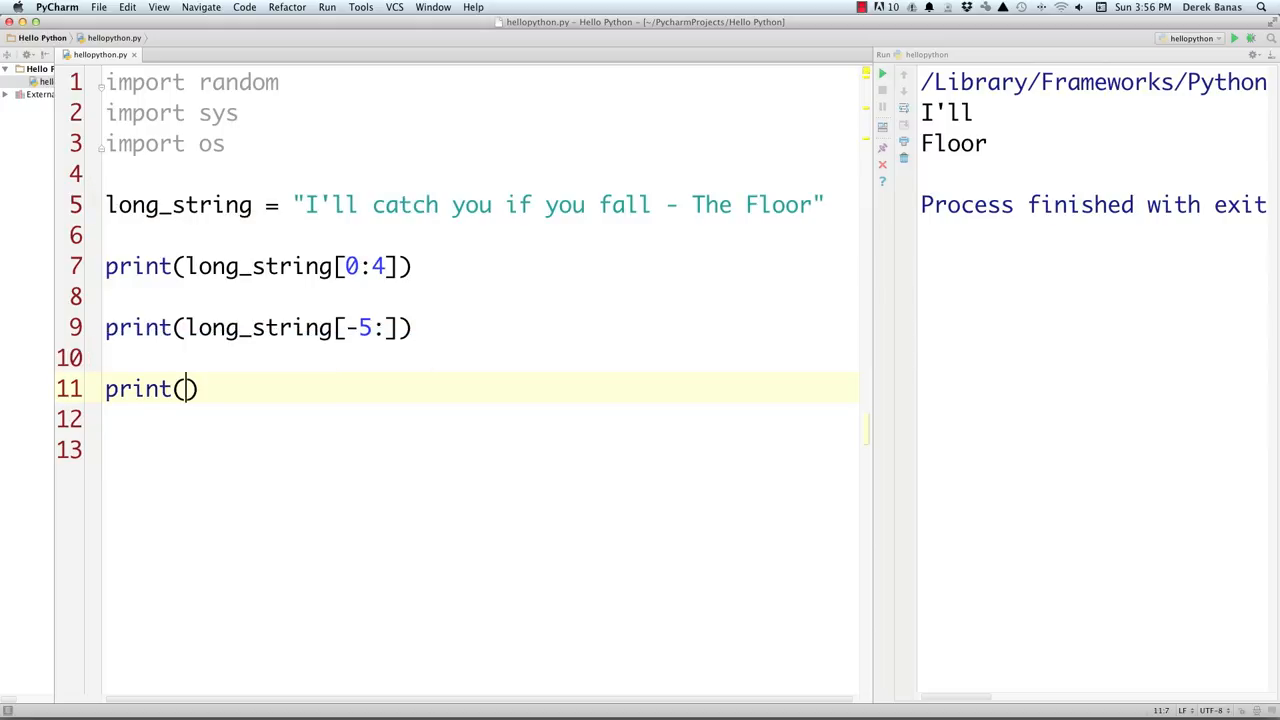 PyCharm File Edit View Navigate Code Refactor Run Tools VCS Window Help 10 Sun 3:56 PM Derek Banas
hellopython.py - Hello Python - [~/PycharmProjects/Hello Python]
Hello Python hellopython.py hellopython
hellopython.py Run hellopython
Hello F
hell
Externa
1 import random
2 import sys
3 import os
4
5 long_string = "I'll catch you if you fall - The Floor"
6
7 print(long_string[0:4])
8
9 print(long_string[-5:])
10
11 print()
12
13
/Library/Frameworks/Python
I'll
Floor
Process finished with exit
11:7 LF UTF-8